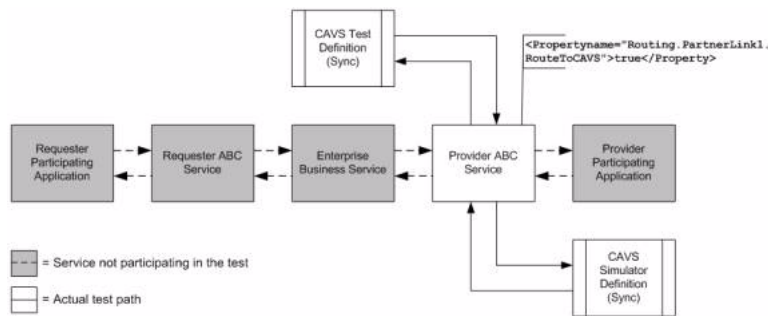 CAVS Test
Definition
(Sync)
<Propertyname="Routing.PartnerLink1.
RouteToCAVS">true</Property>
Requester
Participating
Application
Requester ABC
Service
Enterprise
Business Service
Provider ABC
Service
Provider
Participating
Application
= Service not participating in the test
= Actual test path
CAVS
Simulator
Definition
(Sync)